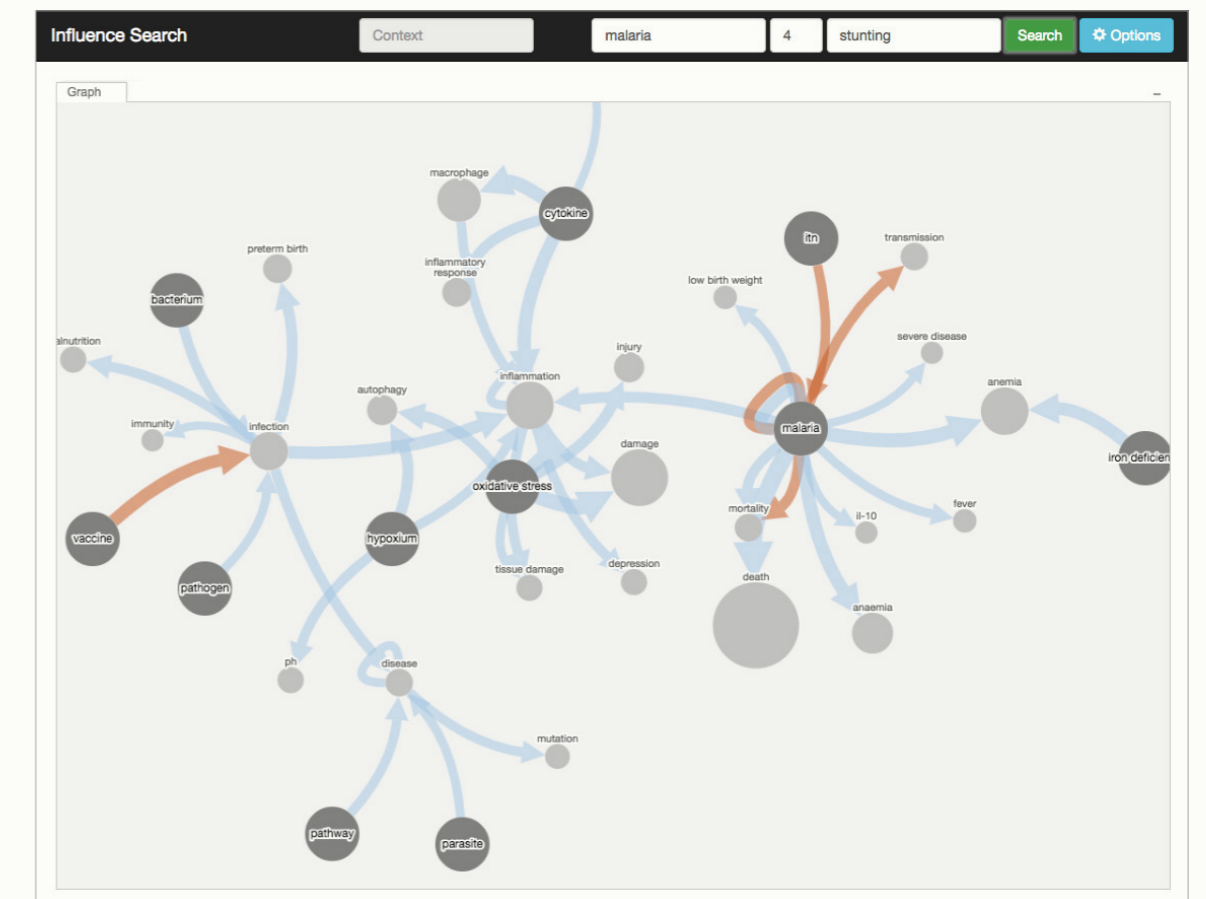 Influence Search
Context
malaria
4
stunting
Search
Options
Graph
macrophage
cytokine
itn
transmission
preterm birth
inflammatory
response
low birth weight
bacterium
alnutrition
severe disease
injury
inflammation
anemia
autophagy
immunity
infection
malaria
damage
iron deficien
oxidative stress
mortality
fever
il-10
vaccine
hypoxium
tissue damage
depression
death
pathogen
anaemia
ph
disease
mutation
pathway
parasite